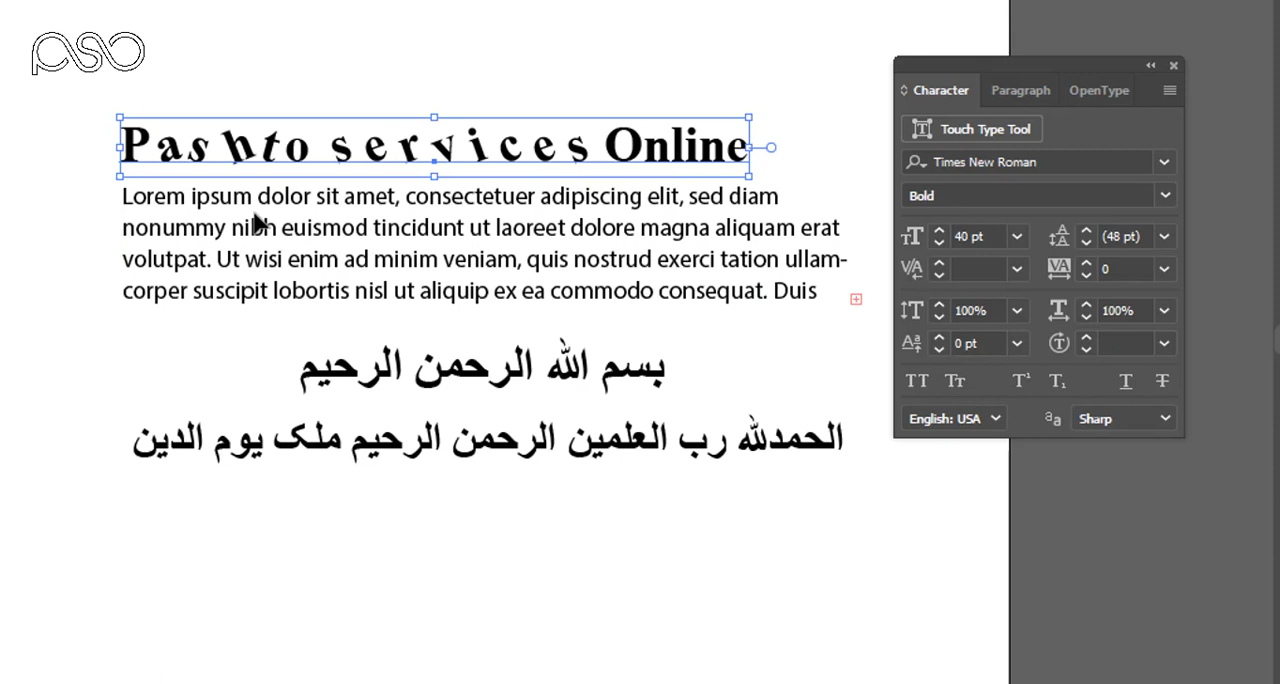 PSO
Pashto services Online
Lorem ipsum dolor sit amet, consectetuer adipiscing elit, sed diam
nonummy nibh euismod tincidunt ut laoreet dolore magna aliquam erat
volutpat. Ut wisi enim ad minim veniam, quis nostrud exerci tation ullam-
corper suscipit lobortis nisl ut aliquip ex ea commodo consequat. Duis
بسم الله الرحمن الرحيم
الحمدلله رب العلمين الرحمن الرحيم ملک يوم الدين
Character Paragraph OpenType
Touch Type Tool
Times New Roman
Bold
40 pt (48 pt)
0
100% 100%
0 pt
English: USA Sharp